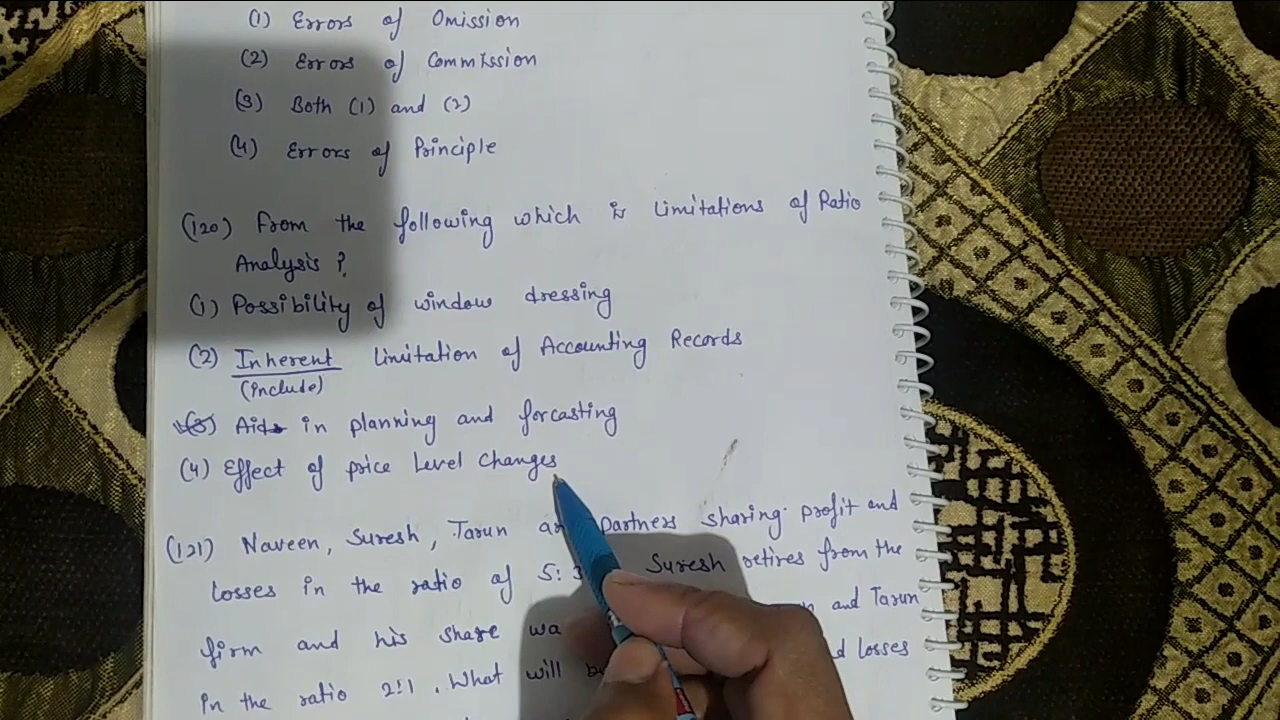 (1) Errors of Omission
(2) Errors of Commission
(3) Both (1) and (2)
(4) Errors of Principle
(120) From the following which is Limitations of Ratio
Analysis ?
(1) Possibility of window dressing
(2) Inherent Limitation of Accounting Records
(include)
(3) Aids in planning and forcasting
(4) Effect of price Level Changes
(121) Naveen, Suresh, Tarun are partners sharing profit and
losses in the ratio of 5:3 Suresh retires from the
firm and his share and Tarun
in the ratio 2:1 . What will losses